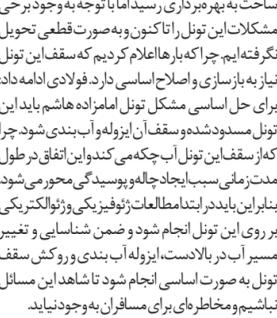 ساخت به بهره‌برداری رسید اما با توجه به وجود برخی
مشکلات این تونل را تاکنون و به صورت قطعی تحویل
نگرفته‌ایم. چرا که بارها اعلام کردیم که سقف این تونل
نیاز به بازسازی و اصلاح اساسی دارد. فولادی ادامه داد:
برای حل اساسی مشکل تونل امامزاده هاشم باید این
تونل مسدود شده و سقف آن ایزوله و آب بندی شود. چرا
که از سقف این تونل آب چکه می کند و این اتفاق در طول
مدت زمانی سبب ایجاد چاله و پوسیدگی محور می شود.
بنابراین باید در ابتدا مطالعات ژئوفیزیکی و ژئوالکتریکی
بر روی این تونل انجام شود و ضمن شناسایی و تغییر
مسیر آب در بالادست، ایزوله آب بندی و روکش سقف
تونل به صورت اساسی انجام شود تا شاهد این مسائل
نباشیم و مخاطره‌ای برای مسافران به وجود نیاید.